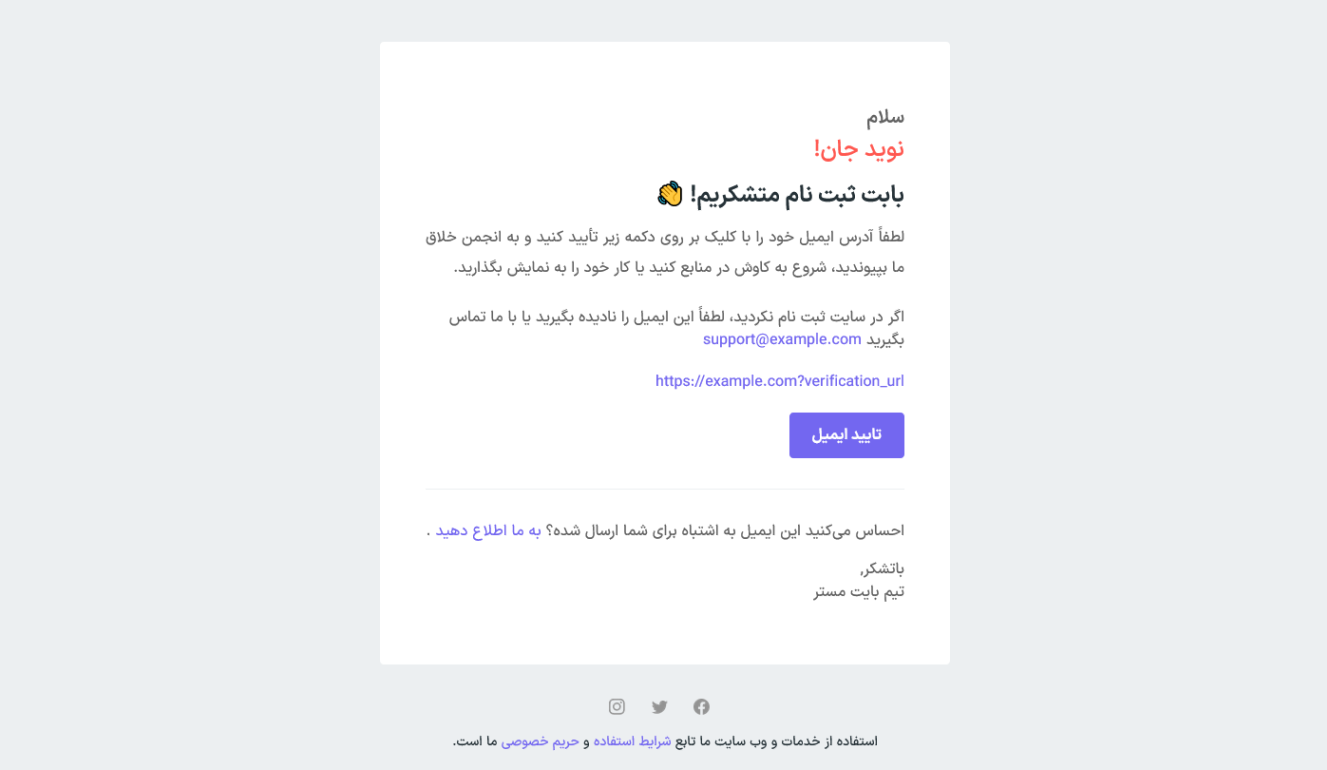 سلام
نوید جان!
بابت ثبت نام متشکریم! 👋
لطفاً آدرس ایمیل خود را با کلیک بر روی دکمه زیر تأیید کنید و به انجمن خلاق
ما بپیوندید، شروع به کاوش در منابع کنید یا کار خود را به نمایش بگذارید.
اگر در سایت ثبت نام نکردید، لطفاً این ایمیل را نادیده بگیرید یا با ما تماس
بگیرید support@example.com
https://example.com?verification_url
تایید ایمیل
احساس می‌کنید این ایمیل به اشتباه برای شما ارسال شده؟ به ما اطلاع دهید .
باتشکر,
تیم بایت مستر
استفاده از خدمات و وب سایت ما تابع شرایط استفاده و حریم خصوصی ما است.